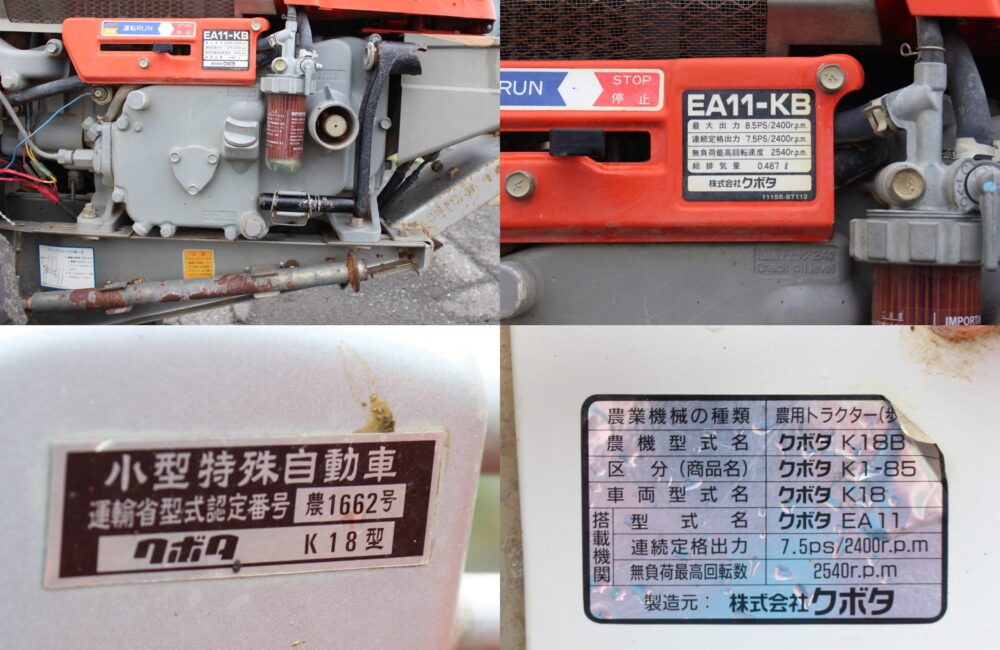 運転RUN
STOP
停止
EA11-KB
IMPORTANT
RUN
STOP
停止
EA11-KB
最大出力 8.5PS/2400r.p.m.
連続定格出力 7.5PS/2400r.p.m.
無負荷最高回転速度 2540r.p.m.
総排気量 0.487ℓ
株式会社クボタ
11155-87112
Check oil level
IMPORTA
小型特殊自動車
運輸省型式認定番号 農1662号
クボタ K18型
農業機械の種類 農用トラクター(歩
農機型式名 クボタ K18B
区分(商品名) クボタ K1-85
車両型式名 クボタ K18
搭載機関
型式名 クボタ EA11
連続定格出力 7.5ps/2400r.p.m
無負荷最高回転数 2540r.p.m
製造元: 株式会社クボタ